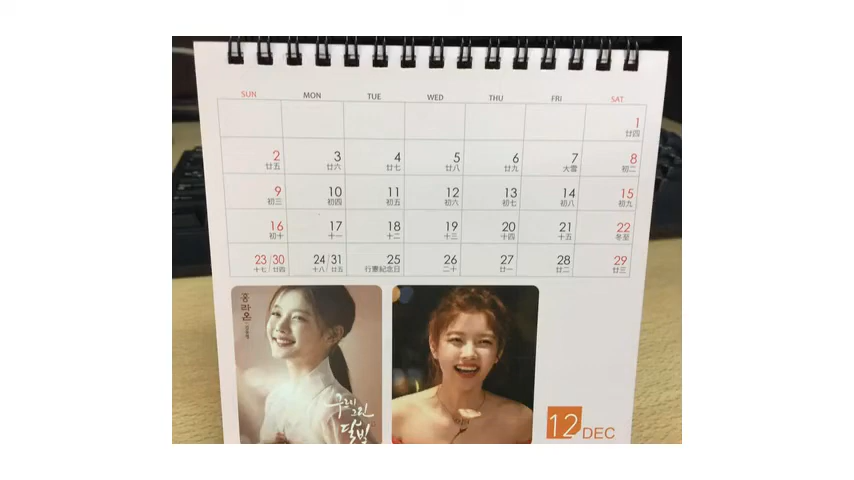 SUN MON TUE WED THU FRI SAT
1
廿四
2 3 4 5 6 7 8
廿五 廿六 廿七 廿八 廿九 大雪 初二
9 10 11 12 13 14 15
初三 初四 初五 初六 初七 初八 初九
16 17 18 19 20 21 22
初十 十一 十二 十三 十四 十五 冬至
23/30 24/31 25 26 27 28 29
十七 廿四 十八 廿五 行憲紀念日 二十 廿一 廿二 廿三
홍
라
온
구르미
그린
달빛
12 DEC